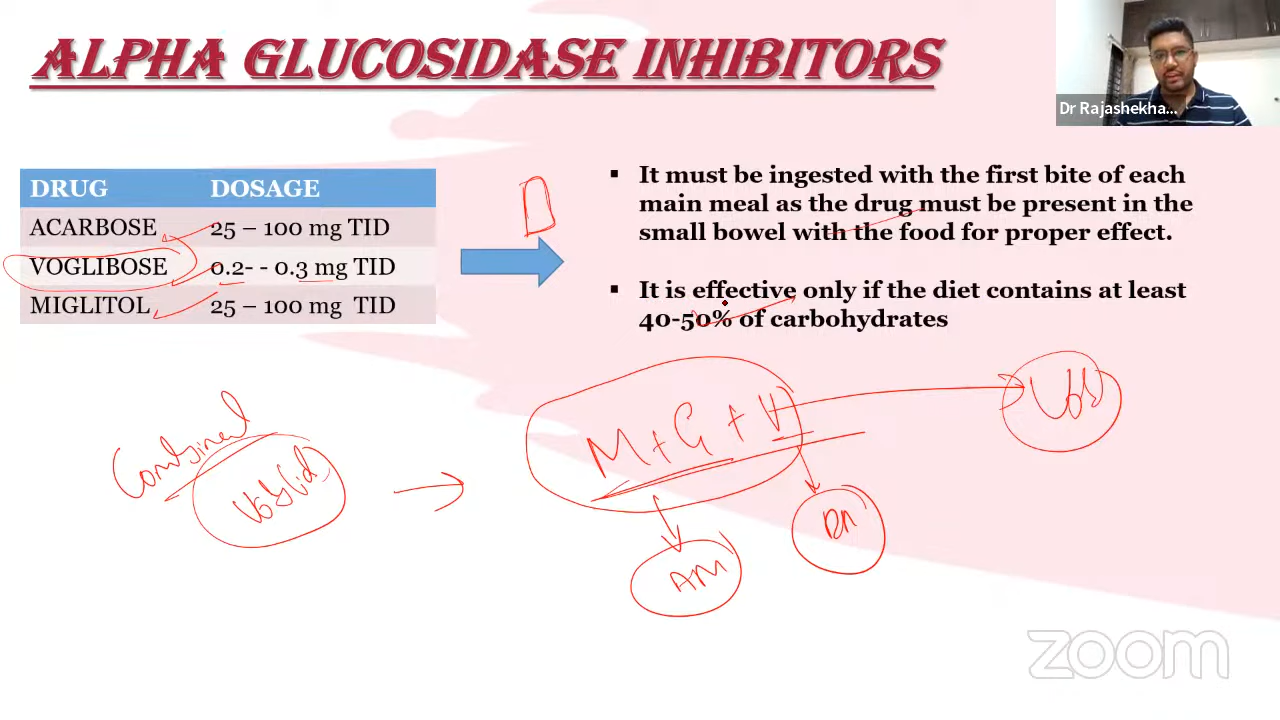 ALPHA GLUCOSIDASE INHIBITORS
Dr Rajashekha...
DRUG DOSAGE
ACARBOSE 25 – 100 mg TID
VOGLIBOSE 0.2- - 0.3 mg TID
MIGLITOL 25 – 100 mg TID
▪ It must be ingested with the first bite of each
main meal as the drug must be present in the
small bowel with the food for proper effect.
▪ It is effective only if the diet contains at least
40-50% of carbohydrates
Combined
M+G+V
zoom